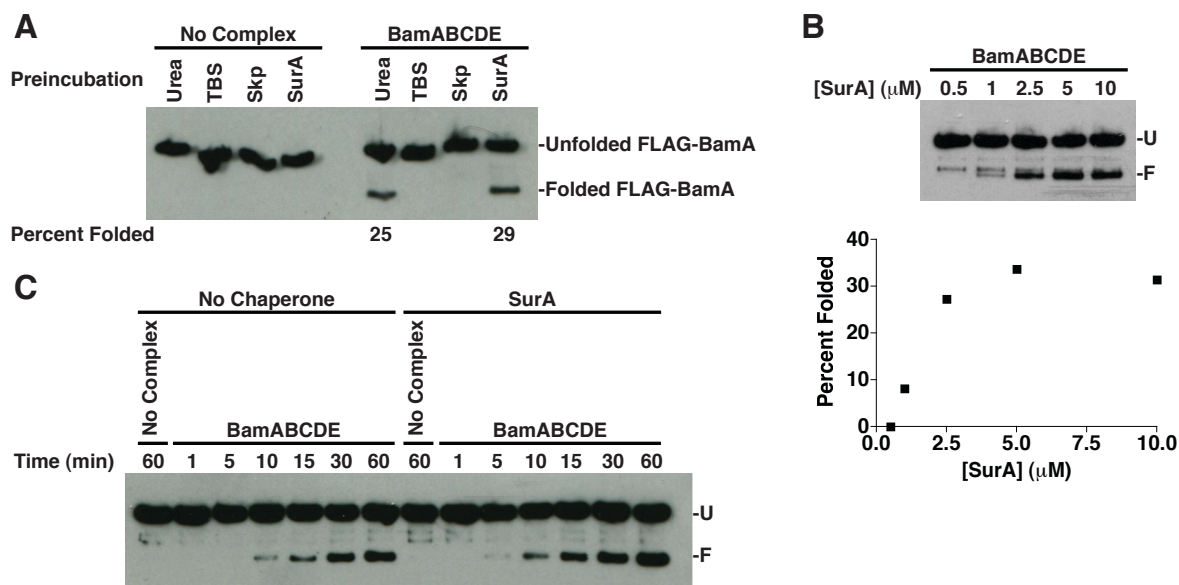 A
No Complex
BamABCDE
Preincubation
Urea
TBS
Skp
SurA
Urea
TBS
Skp
SurA
-Unfolded FLAG-BamA
-Folded FLAG-BamA
Percent Folded
25
29
B
BamABCDE
[SurA] (μM)
0.5 1 2.5 5 10
-U
-F
Percent Folded
40
30
20
10
0
0.0 2.5 5.0 7.5 10.0
[SurA] (μM)
C
No Chaperone
SurA
No Complex
BamABCDE
No Complex
BamABCDE
Time (min) 60 1 5 10 15 30 60 60 1 5 10 15 30 60
-U
-F